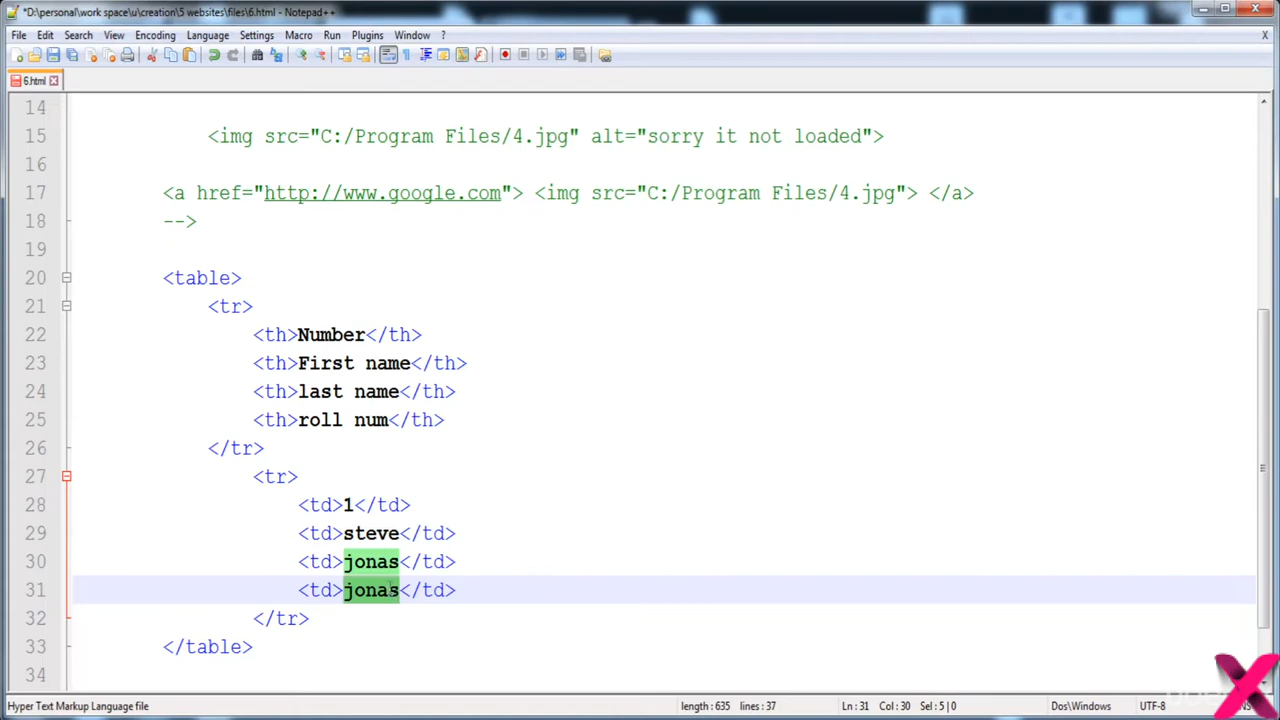 *D:\personal\work space\u\creation\5 websites\files\6.html - Notepad++
File Edit Search View Encoding Language Settings Macro Run Plugins Window ? X
6.html
14
15 <img src="C:/Program Files/4.jpg" alt="sorry it not loaded">
16
17 <a href="http://www.google.com"> <img src="C:/Program Files/4.jpg"> </a>
18 -->
19
20 <table>
21 <tr>
22 <th>Number</th>
23 <th>First name</th>
24 <th>last name</th>
25 <th>roll num</th>
26 </tr>
27 <tr>
28 <td>1</td>
29 <td>steve</td>
30 <td>jonas</td>
31 <td>jonas</td>
32 </tr>
33 </table>
34
Hyper Text Markup Language file length: 635 lines: 37 Ln: 31 Col: 30 Sel: 5 | 0 Dos\Windows UTF-8